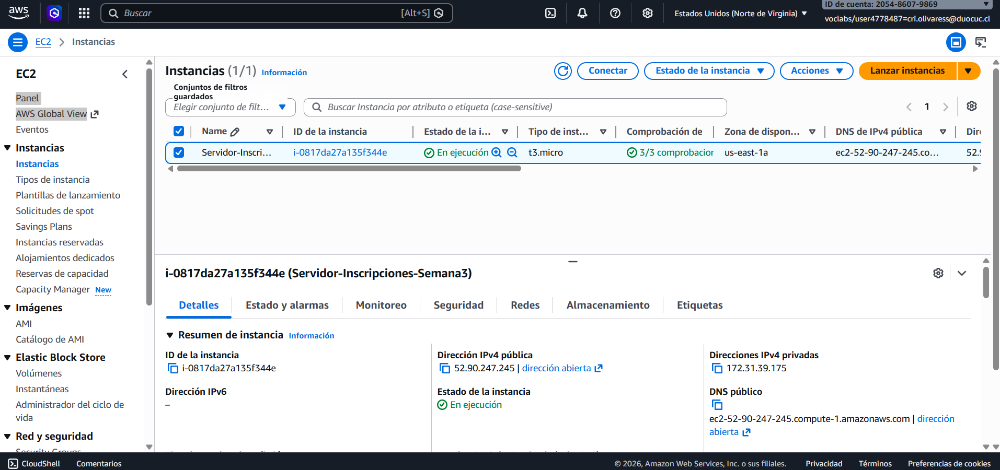 aws
Buscar [Alt+S]
Estados Unidos (Norte de Virginia)
ID de cuenta: 2054-8607-9869
voclabs/user4778487=cri.olivaress@duocuc.cl
EC2 Instancias
EC2
Panel
AWS Global View
Eventos
Instancias
Instancias
Tipos de instancia
Plantillas de lanzamiento
Solicitudes de spot
Savings Plans
Instancias reservadas
Alojamientos dedicados
Reservas de capacidad
Capacity Manager New
Imágenes
AMI
Catálogo de AMI
Elastic Block Store
Volúmenes
Instantáneas
Administrador del ciclo de
vida
Red y seguridad
Security Groups
Instancias (1/1) Información
Conectar
Estado de la instancia
Acciones
Lanzar instancias
Conjuntos de filtros
guardados
Elegir conjunto de filt...
Buscar Instancia por atributo o etiqueta (case-sensitive)
1
Name ID de la instancia Estado de la i... Tipo de inst... Comprobación de Zona de dispon... DNS de IPv4 pública Dir
Servidor-Inscri... i-0817da27a135f344e En ejecución t3.micro 3/3 comprobacior us-east-1a ec2-52-90-247-245.co... 52.
i-0817da27a135f344e (Servidor-Inscripciones-Semana3)
Detalles Estado y alarmas Monitoreo Seguridad Redes Almacenamiento Etiquetas
Resumen de instancia Información
ID de la instancia
i-0817da27a135f344e
Dirección IPv6
–
Dirección IPv4 pública
52.90.247.245 | dirección abierta
Estado de la instancia
En ejecución
Direcciones IPv4 privadas
172.31.39.175
DNS público
ec2-52-90-247-245.compute-1.amazonaws.com | dirección
abierta
CloudShell Comentarios © 2026, Amazon Web Services, Inc. o sus filiales. Privacidad Términos Preferencias de cookies